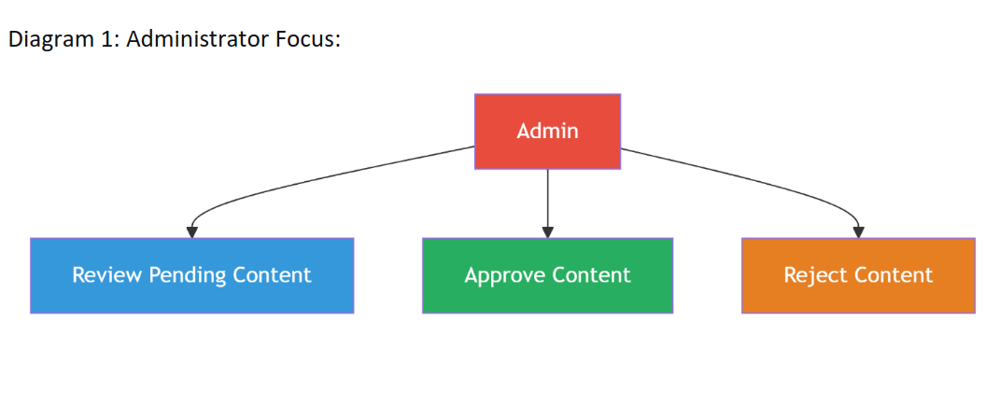 Diagram 1: Administrator Focus:
Admin
Review Pending Content
Approve Content
Reject Content